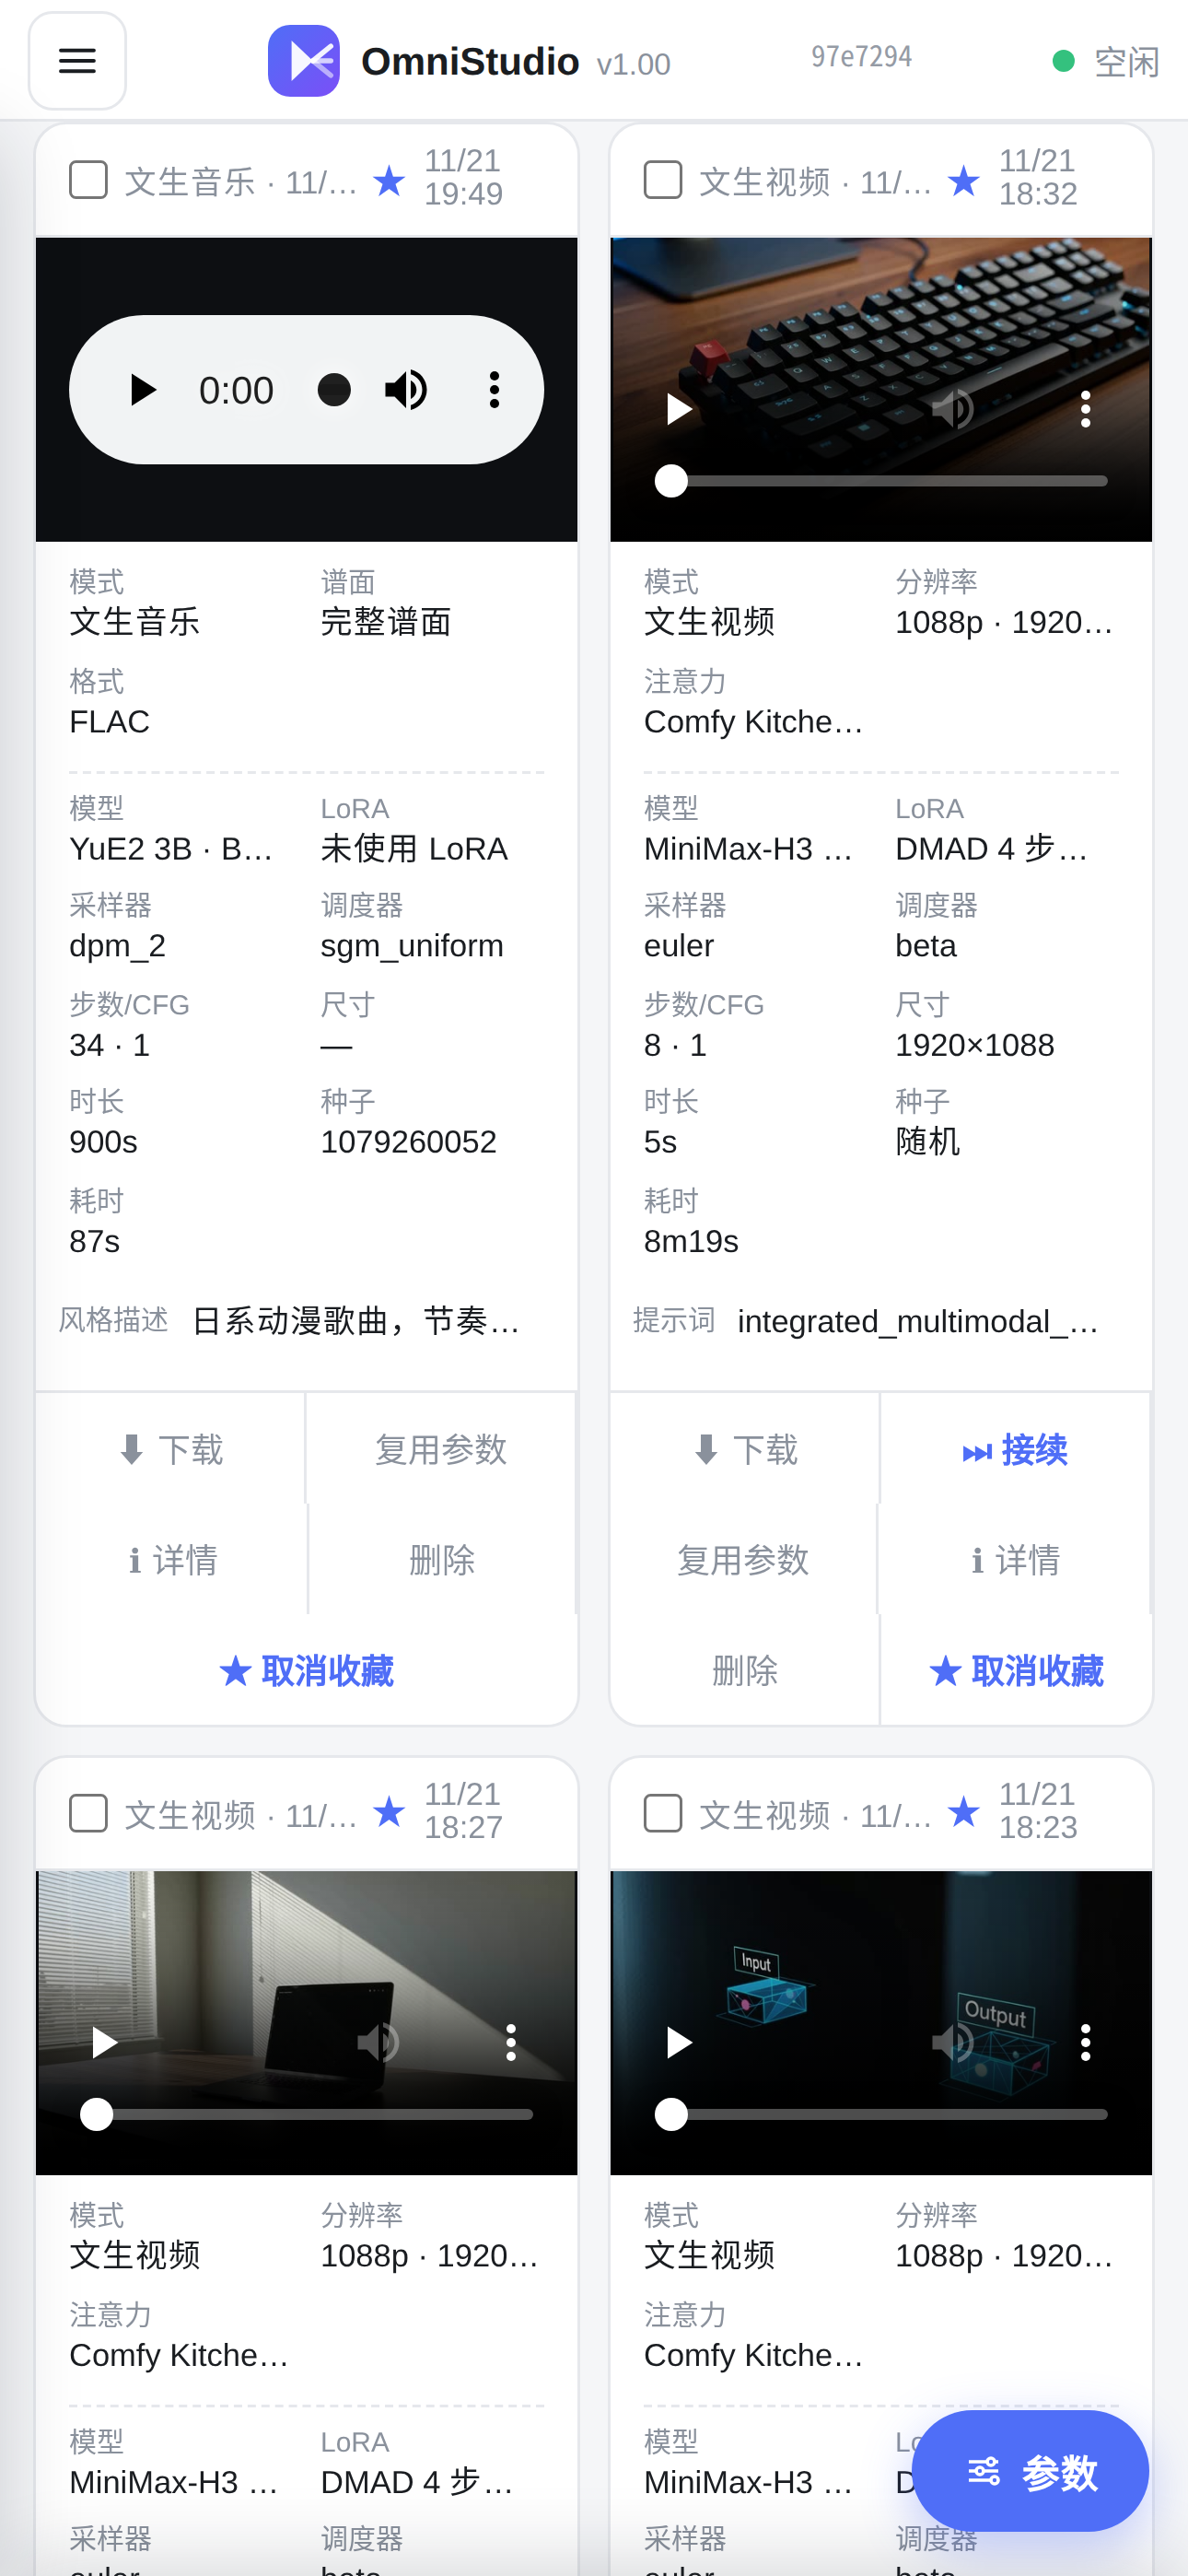 OmniStudio v1.00
97e7294
空闲
文生音乐 · 11/…
★
11/21
19:49
0:00
模式
文生音乐
谱面
完整谱面
格式
FLAC
模型
YuE2 3B · B…
LoRA
未使用 LoRA
采样器
dpm_2
调度器
sgm_uniform
步数/CFG
34 · 1
尺寸
—
时长
900s
种子
1079260052
耗时
87s
风格描述 日系动漫歌曲，节奏…
⬇ 下载
复用参数
ℹ 详情
删除
★ 取消收藏
文生视频 · 11/…
★
11/21
18:32
模式
文生视频
分辨率
1088p · 1920…
注意力
Comfy Kitche…
模型
MiniMax-H3 …
LoRA
DMAD 4 步…
采样器
euler
调度器
beta
步数/CFG
8 · 1
尺寸
1920×1088
时长
5s
种子
随机
耗时
8m19s
提示词 integrated_multimodal_…
⬇ 下载
⏭ 接续
复用参数
ℹ 详情
删除
★ 取消收藏
文生视频 · 11/…
★
11/21
18:27
模式
文生视频
分辨率
1088p · 1920…
注意力
Comfy Kitche…
模型
MiniMax-H3 …
LoRA
DMAD 4 步…
采样器
euler
调度器
beta
文生视频 · 11/…
★
11/21
18:23
Input
Output
模式
文生视频
分辨率
1088p · 1920…
注意力
Comfy Kitche…
模型
MiniMax-H3 …
采样器
euler
调度器
beta
参数